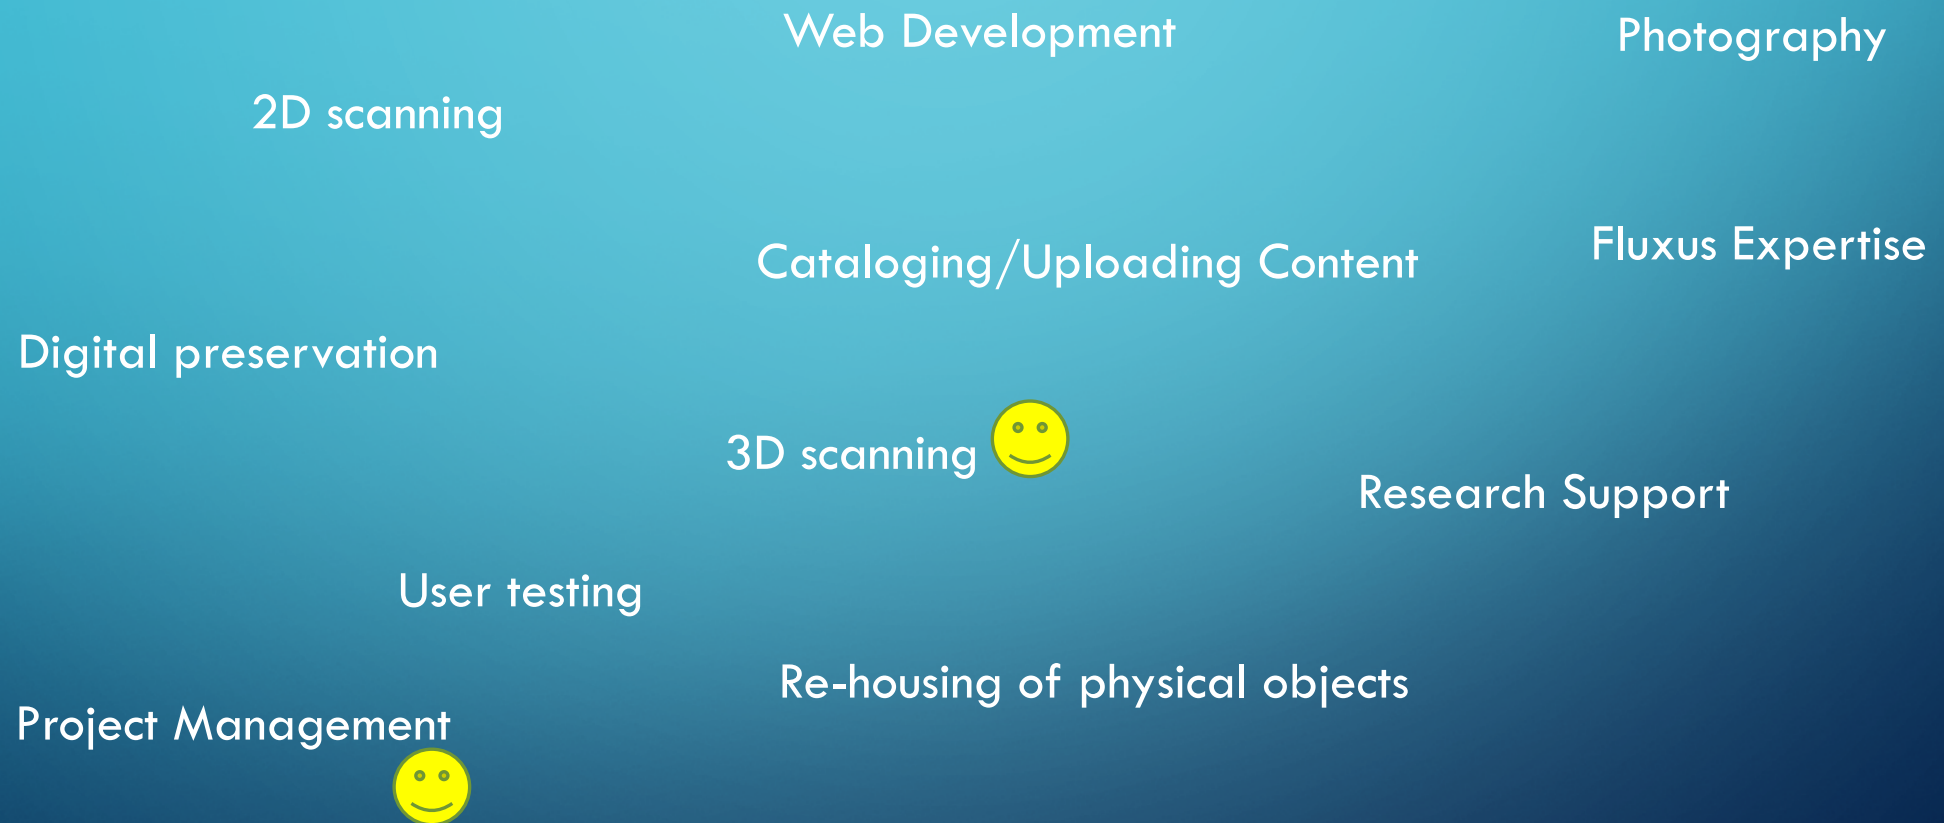 Web Development
Photography
2D scanning
Fluxus Expertise
Cataloging/Uploading Content
Digital preservation
3D scanning
Research Support
User testing
Re-housing of physical objects
Project Management